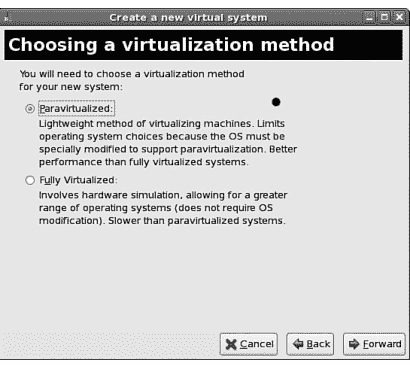 Create a new virtual system
Choosing a virtualization method
You will need to choose a virtualization method
for your new system:
Paravirtualized:
Lightweight method of virtualizing machines. Limits
operating system choices because the OS must be
specially modified to support paravirtualization. Better
performance than fully virtualized systems.
Fully Virtualized:
Involves hardware simulation, allowing for a greater
range of operating systems (does not require OS
modification). Slower than paravirtualized systems.
Cancel
Back
Forward